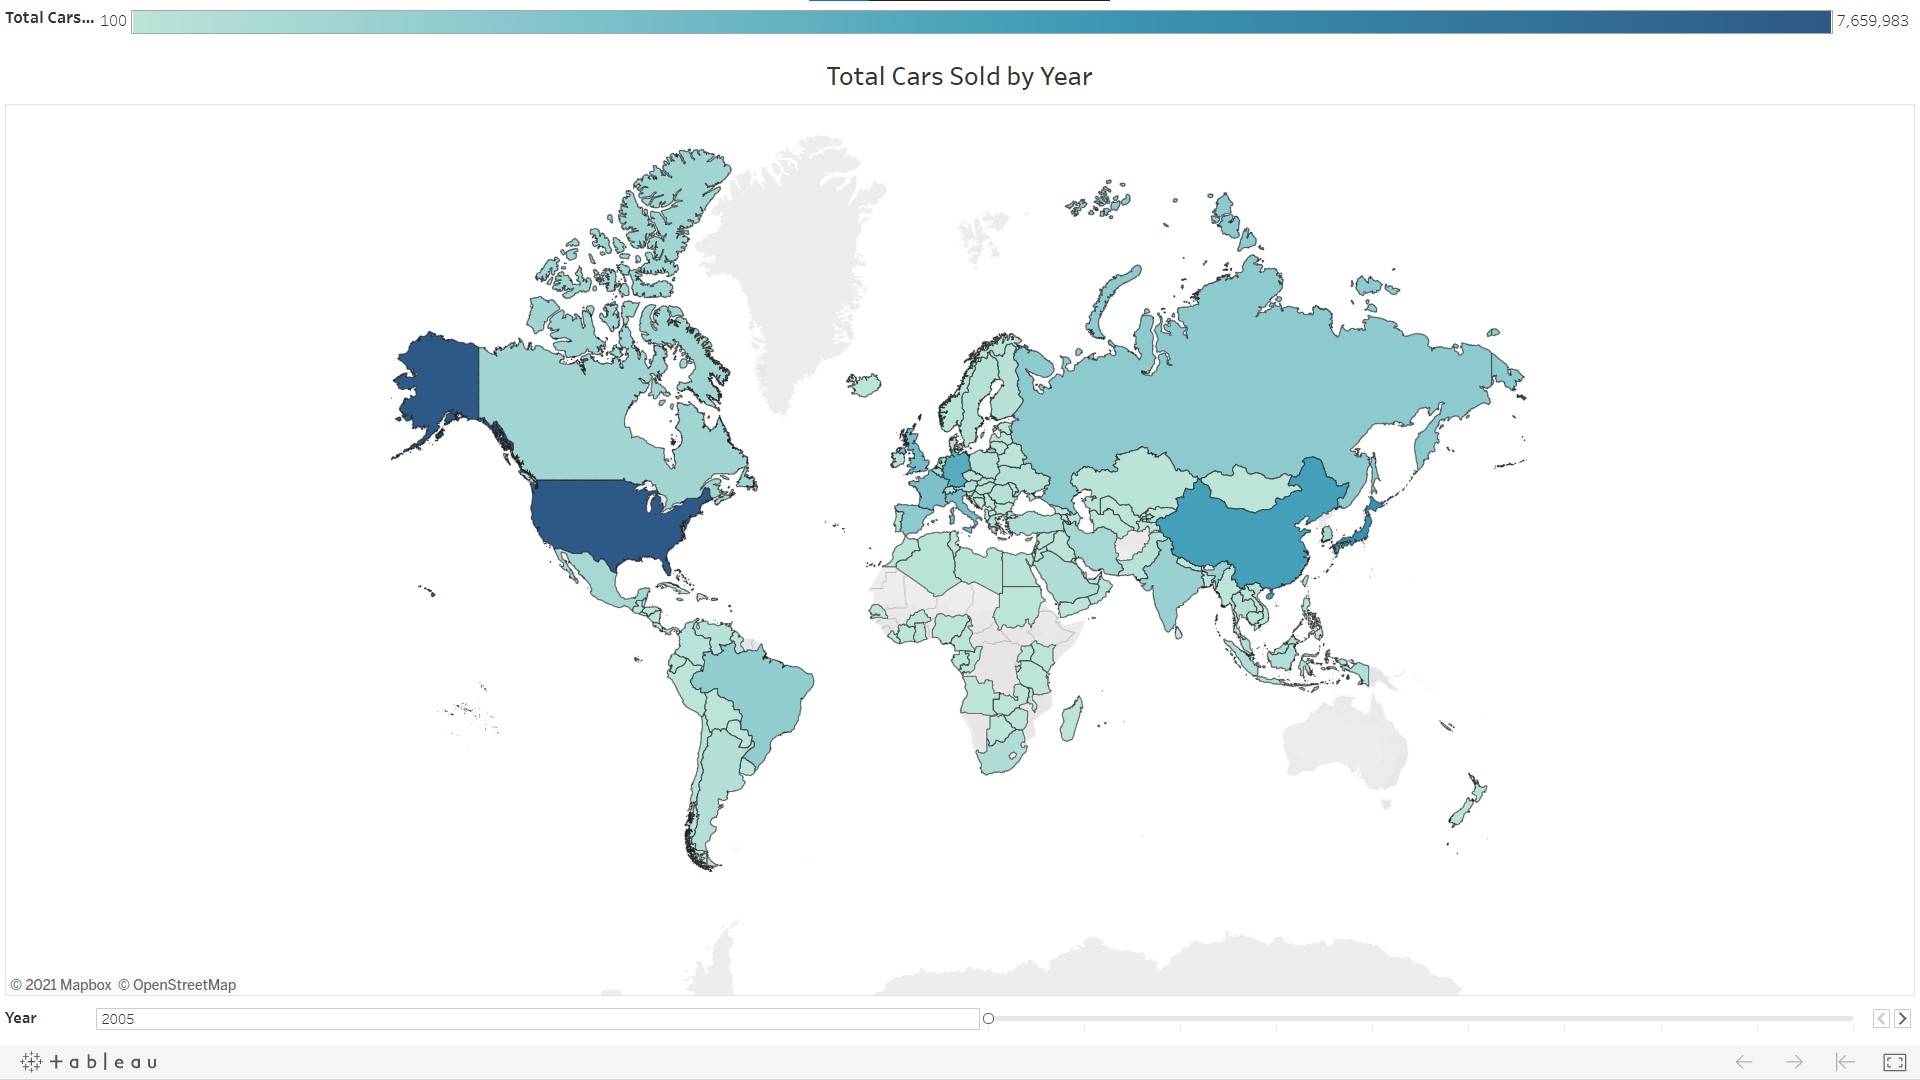 Total Cars... 100 7,659,983
Total Cars Sold by Year
© 2021 Mapbox © OpenStreetMap
Year 2005
+ a b | e a u